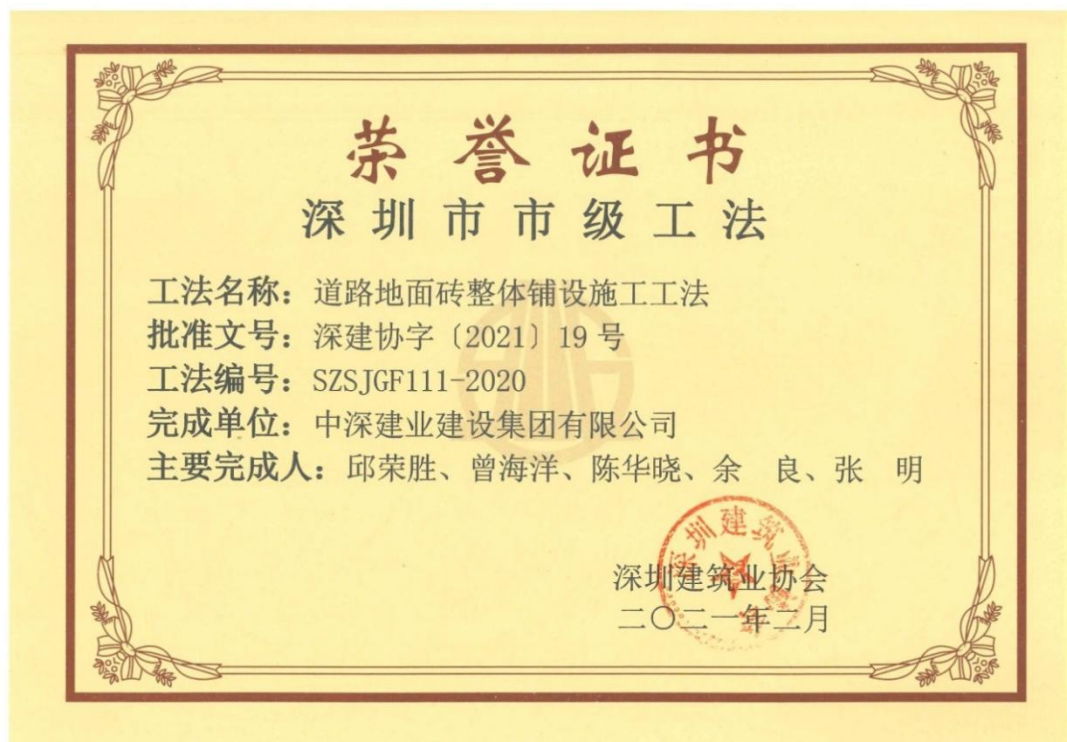 荣誉证书
深圳市市级工法
工法名称：道路地面砖整体铺设施工工法
批准文号：深建协字〔2021〕19号
工法编号：SZSJGF111-2020
完成单位：中深建业建设集团有限公司
主要完成人：邱荣胜、曾海洋、陈华晓、余　良、张　明
深圳建筑业协会
二〇二一年二月